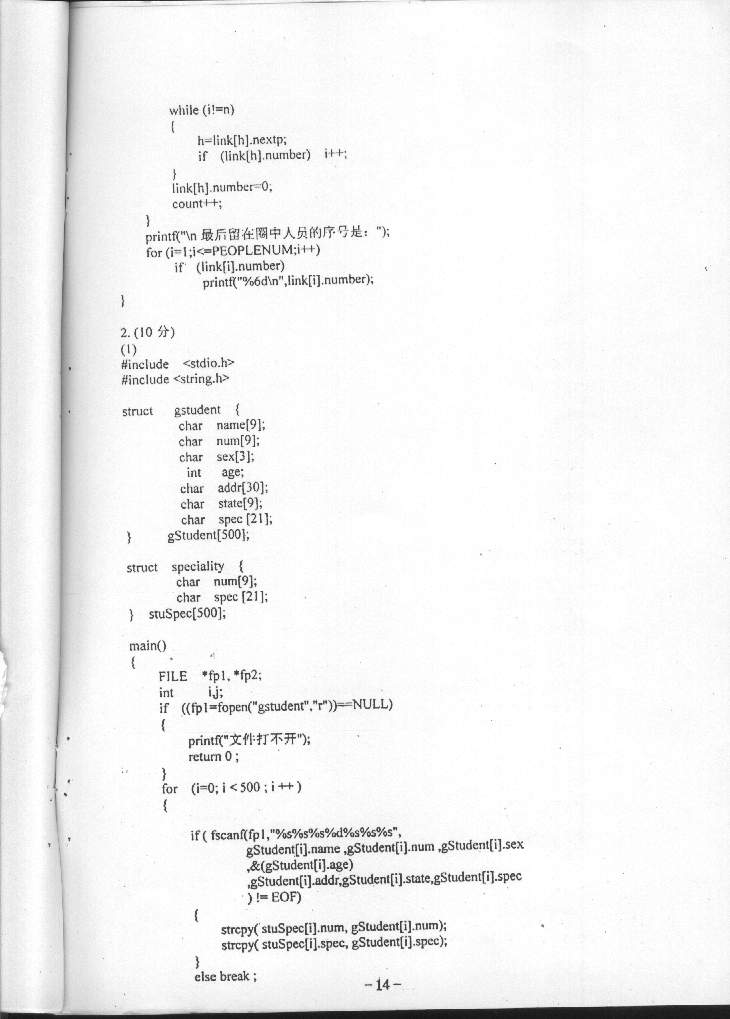 while (i!=n)
{
h=link[h].nextp;
if (link[h].number) i++;
}
link[h].number=0;
count++;
}
printf("\n 最后留在圈中人员的序号是：");
for (i=1;i<=PEOPLENUM;i++)
if (link[i].number)
printf("%6d\n",link[i].number);
}
2. (10 分)
(1)
#include <stdio.h>
#include <string.h>
struct gstudent {
char name[9];
char num[9];
char sex[3];
int age;
char addr[30];
char state[9];
char spec [21];
} gStudent[500];
struct speciality {
char num[9];
char spec [21];
} stuSpec[500];
main()
{
FILE *fp1, *fp2;
int i,j;
if ((fp1=fopen("gstudent","r"))==NULL)
{
printf("文件打不开");
return 0 ;
}
for (i=0; i < 500 ; i ++ )
{
if ( fscanf(fp1,"%s%s%s%d%s%s%s",
gStudent[i].name ,gStudent[i].num ,gStudent[i].sex
,&(gStudent[i].age)
,gStudent[i].addr,gStudent[i].state,gStudent[i].spec
) != EOF)
{
strcpy( stuSpec[i].num, gStudent[i].num);
strcpy( stuSpec[i].spec, gStudent[i].spec);
}
else break ;
-14-